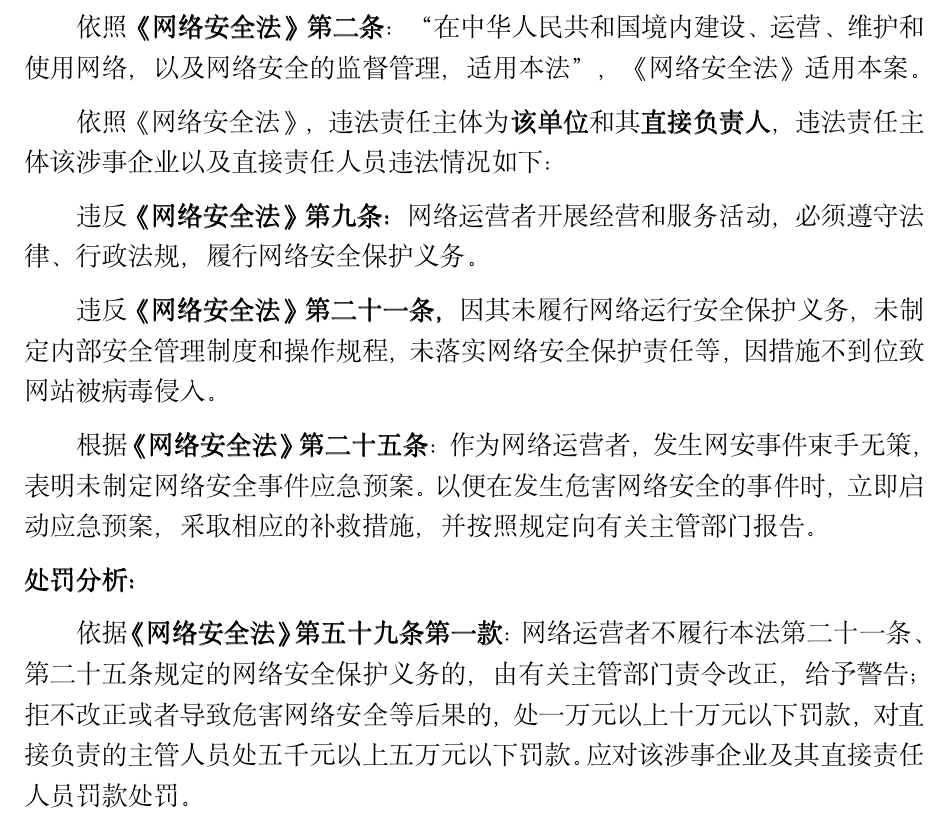 依照《网络安全法》第二条：“在中华人民共和国境内建设、运营、维护和
使用网络，以及网络安全的监督管理，适用本法”，《网络安全法》适用本案。
依照《网络安全法》，违法责任主体为该单位和其直接负责人，违法责任主
体该涉事企业以及直接责任人员违法情况如下：
违反《网络安全法》第九条：网络运营者开展经营和服务活动，必须遵守法
律、行政法规，履行网络安全保护义务。
违反《网络安全法》第二十一条，因其未履行网络运行安全保护义务，未制
定内部安全管理制度和操作规程，未落实网络安全保护责任等，因措施不到位致
网站被病毒侵入。
根据《网络安全法》第二十五条：作为网络运营者，发生网安事件束手无策，
表明未制定网络安全事件应急预案。以便在发生危害网络安全的事件时，立即启
动应急预案，采取相应的补救措施，并按照规定向有关主管部门报告。
处罚分析：
依据《网络安全法》第五十九条第一款：网络运营者不履行本法第二十一条、
第二十五条规定的网络安全保护义务的，由有关主管部门责令改正，给予警告；
拒不改正或者导致危害网络安全等后果的，处一万元以上十万元以下罚款，对直
接负责的主管人员处五千元以上五万元以下罚款。应对该涉事企业及其直接责任
人员罚款处罚。